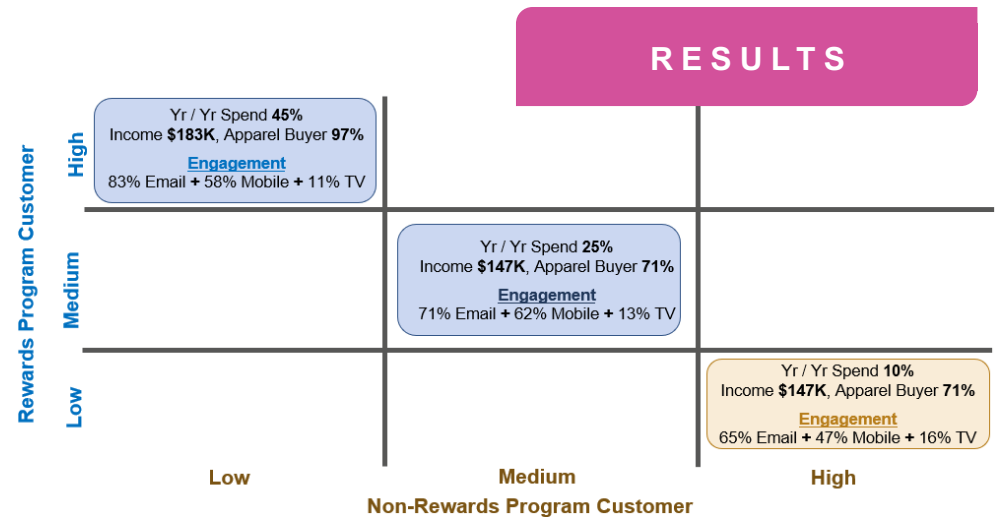 RESULTS
Rewards Program Customer
High
Medium
Low
Yr / Yr Spend 45%
Income $183K, Apparel Buyer 97%
Engagement
83% Email + 58% Mobile + 11% TV
Yr / Yr Spend 25%
Income $147K, Apparel Buyer 71%
Engagement
71% Email + 62% Mobile + 13% TV
Yr / Yr Spend 10%
Income $147K, Apparel Buyer 71%
Engagement
65% Email + 47% Mobile + 16% TV
Low
Medium
High
Non-Rewards Program Customer